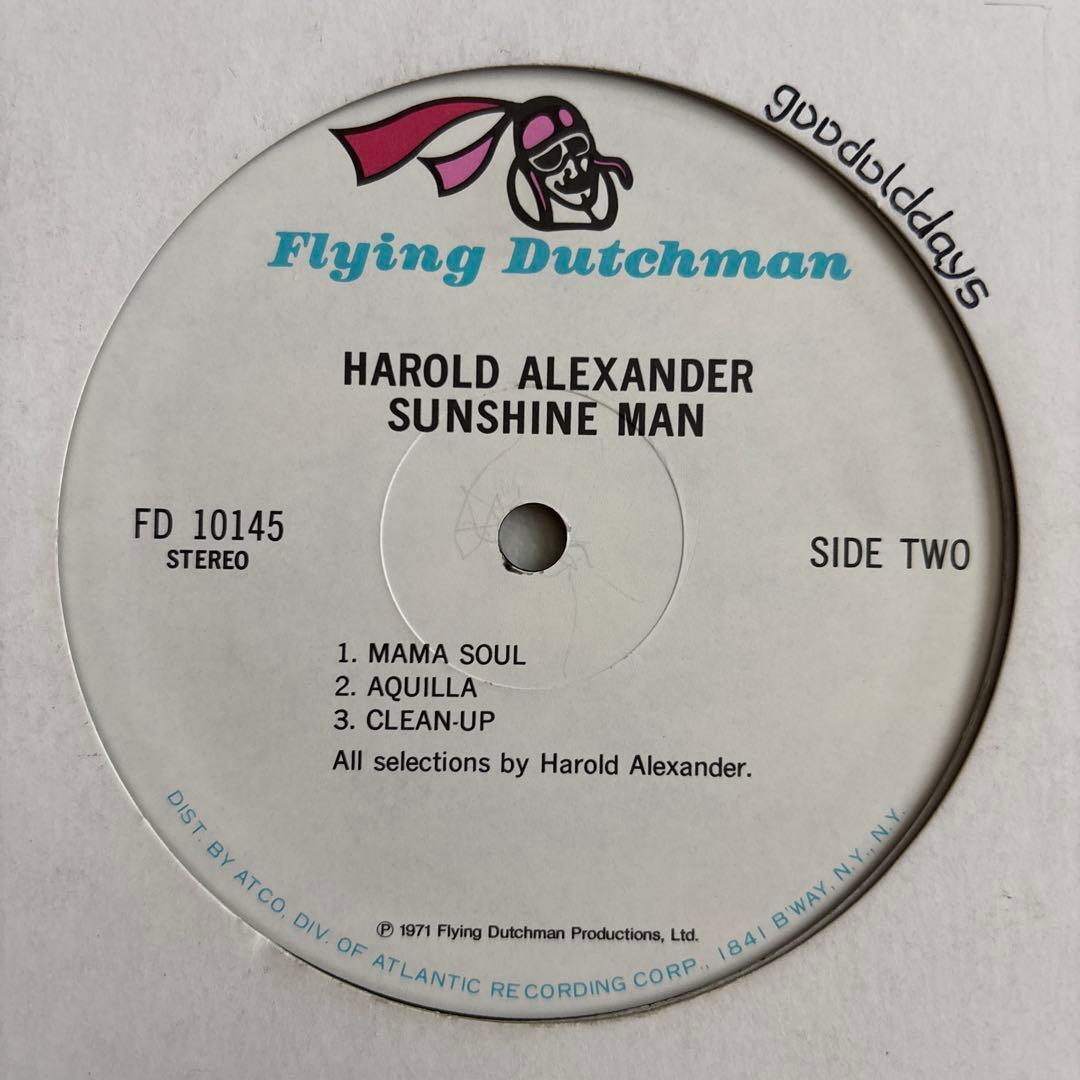 goodolddays
Flying Dutchman
HAROLD ALEXANDER
SUNSHINE MAN
FD 10145
STEREO
SIDE TWO
1. MAMA SOUL
2. AQUILLA
3. CLEAN-UP
All selections by Harold Alexander.
℗ 1971 Flying Dutchman Productions, Ltd.
DIST. BY ATCO, DIV. OF ATLANTIC RECORDING CORP., 1841 B'WAY, N.Y., N.Y.